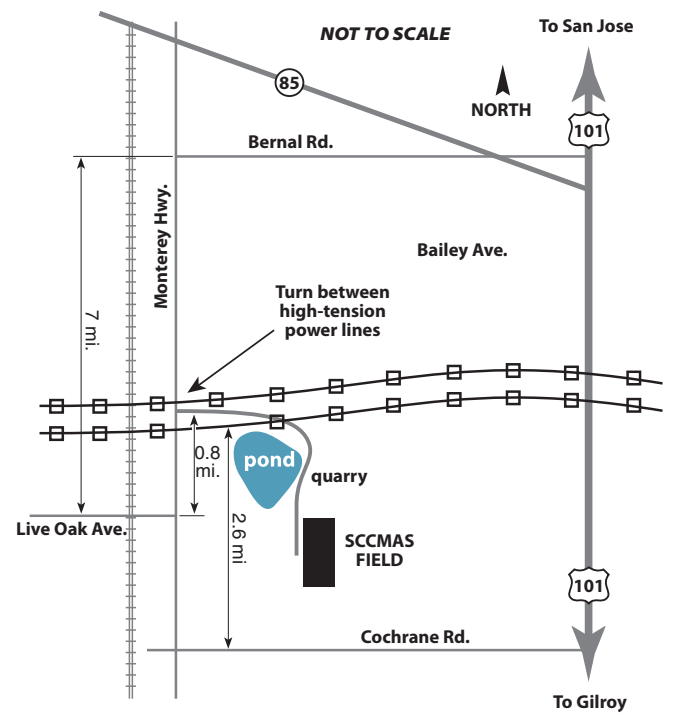 NOT TO SCALE
To San Jose
85
NORTH
101
Bernal Rd.
Monterey Hwy.
Bailey Ave.
Turn between
high-tension
power lines
7 mi.
0.8
mi.
pond
quarry
2.6 mi
Live Oak Ave.
SCCMAS
FIELD
101
Cochrane Rd.
To Gilroy